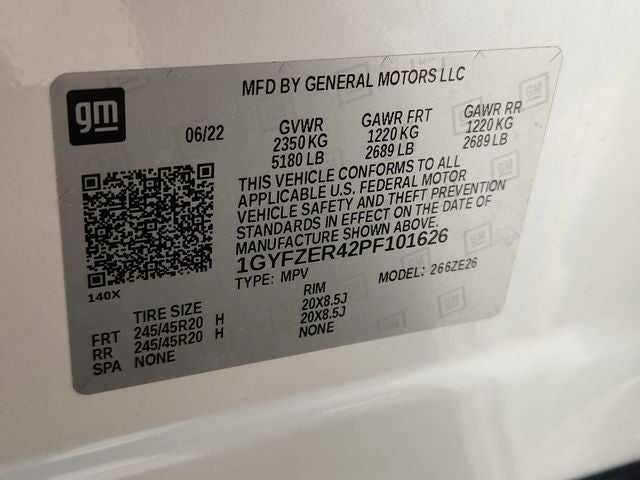 MFD BY GENERAL MOTORS LLC
gm
06/22 GVWR GAWR FRT GAWR RR
2350 KG 1220 KG 1220 KG
5180 LB 2689 LB 2689 LB
THIS VEHICLE CONFORMS TO ALL
APPLICABLE U.S. FEDERAL MOTOR
VEHICLE SAFETY AND THEFT PREVENTION
STANDARDS IN EFFECT ON THE DATE OF
MANUFACTURE SHOWN ABOVE.
1GYFZER42PF101626
TYPE: MPV MODEL: 266ZE26
140X
TIRE SIZE RIM
FRT 245/45R20 H 20X8.5J
RR 245/45R20 H 20X8.5J
SPA NONE NONE